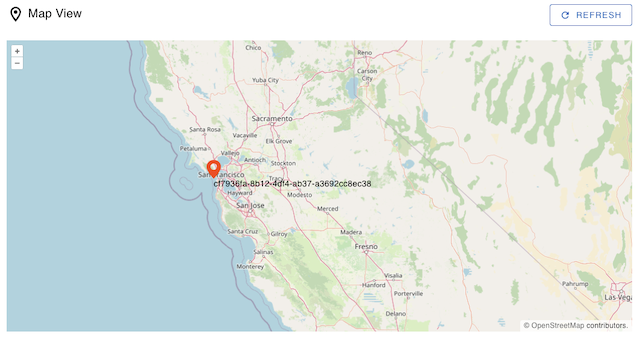 Map View
REFRESH
+
−
Chico
Reno
Carson
City
Yuba City
Sacramento
Santa Rosa
Vacaville
Elk Grove
Petaluma
Vallejo
Antioch
Stockton
San Francisco
Tracy
cf7936fa-8b12-4df4-ab37-a3692cc8ec38
Hayward
Modesto
San Jose
Merced
Santa Cruz
Gilroy
Madera
Salinas
Fresno
Monterey
Visalia
Hanford
Porterville
Pahrump
Las Vega
Delano
© OpenStreetMap contributors.